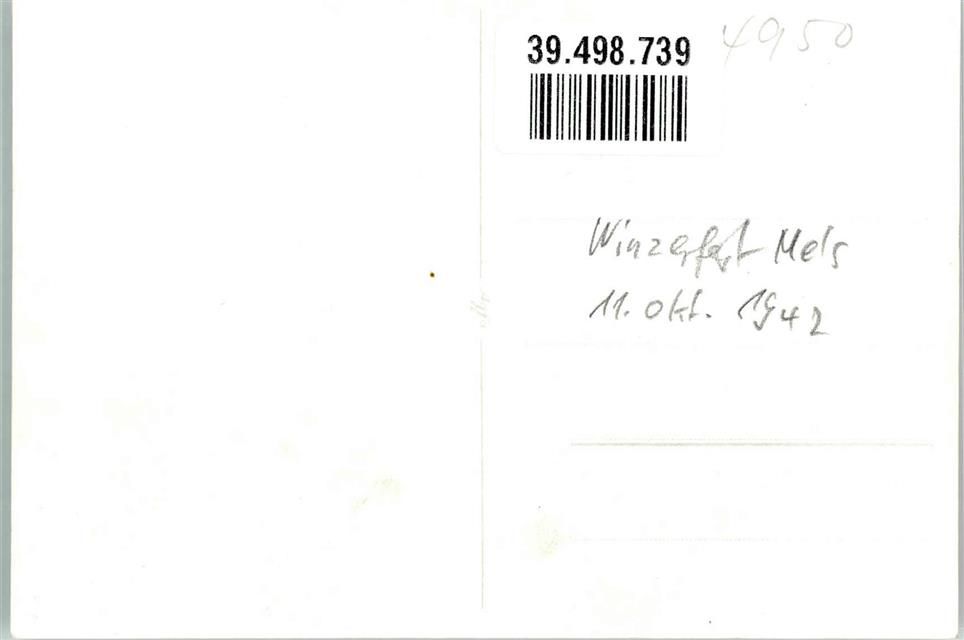 39.498.739
4950
Winzerfest Mels
11. Okt. 1942